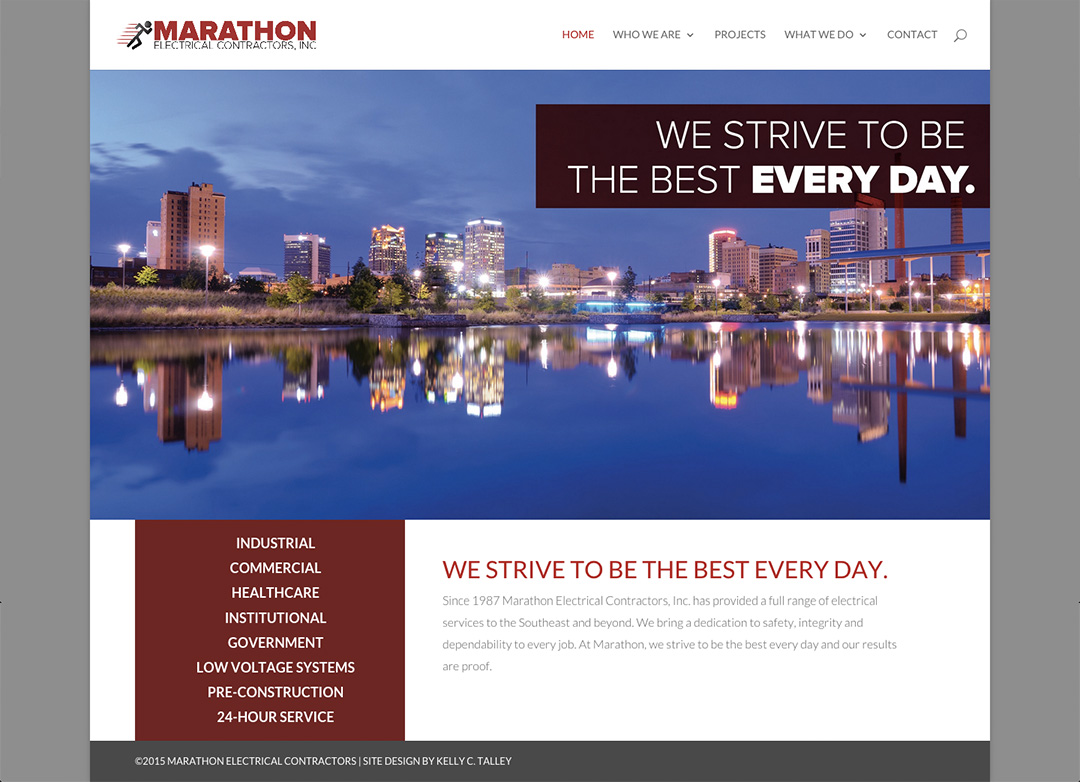 MARATHON
ELECTRICAL CONTRACTORS, INC
HOME WHO WE ARE PROJECTS WHAT WE DO CONTACT
WE STRIVE TO BE
THE BEST EVERY DAY.
INDUSTRIAL
COMMERCIAL
HEALTHCARE
INSTITUTIONAL
GOVERNMENT
LOW VOLTAGE SYSTEMS
PRE-CONSTRUCTION
24-HOUR SERVICE
WE STRIVE TO BE THE BEST EVERY DAY.
Since 1987 Marathon Electrical Contractors, Inc. has provided a full range of electrical
services to the Southeast and beyond. We bring a dedication to safety, integrity and
dependability to every job. At Marathon, we strive to be the best every day and our results
are proof.
©2015 MARATHON ELECTRICAL CONTRACTORS | SITE DESIGN BY KELLY C. TALLEY